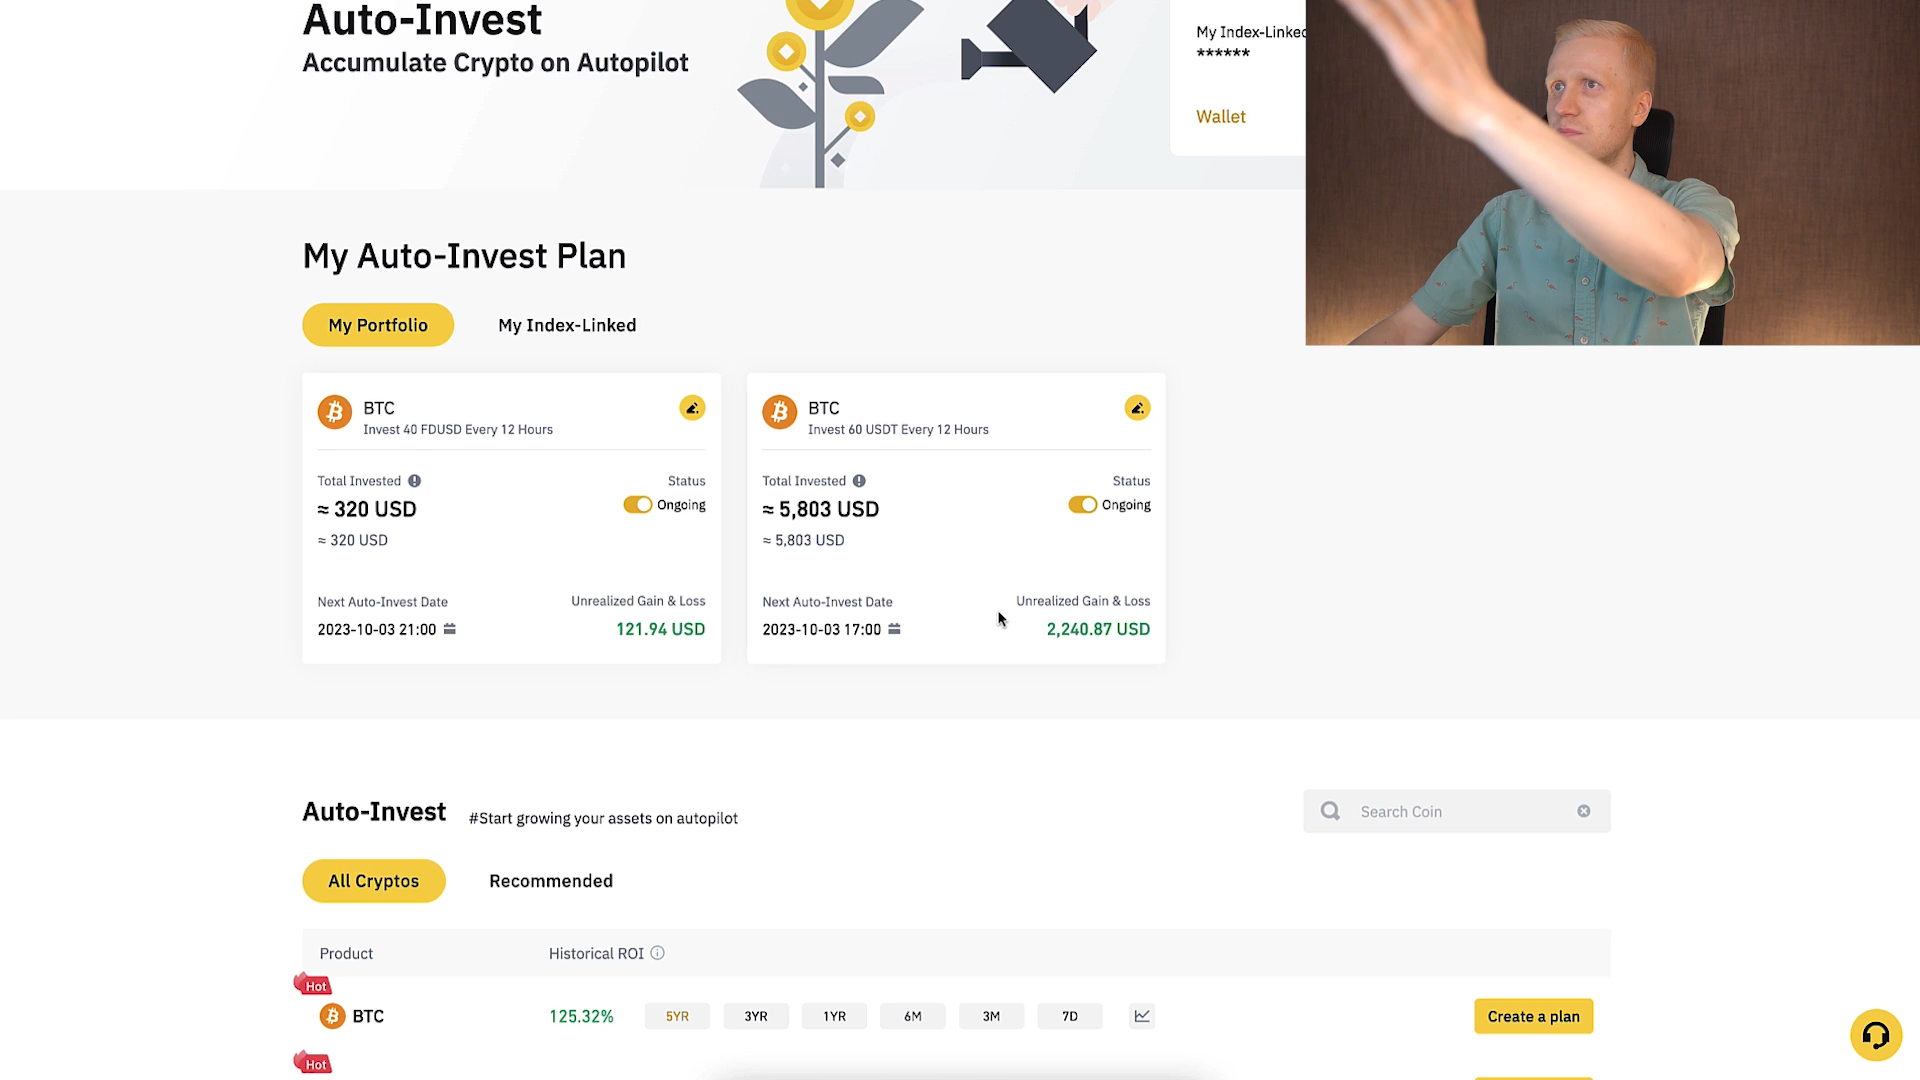 Auto-Invest
Accumulate Crypto on Autopilot
My Index-Linked
******
Wallet
My Auto-Invest Plan
My Portfolio
My Index-Linked
BTC
Invest 40 FDUSD Every 12 Hours
Total Invested
Status
≈ 320 USD
Ongoing
≈ 320 USD
Next Auto-Invest Date
Unrealized Gain & Loss
2023-10-03 21:00
121.94 USD
BTC
Invest 60 USDT Every 12 Hours
Total Invested
Status
≈ 5,803 USD
Ongoing
≈ 5,803 USD
Next Auto-Invest Date
Unrealized Gain & Loss
2023-10-03 17:00
2,240.87 USD
Auto-Invest
#Start growing your assets on autopilot
Search Coin
All Cryptos
Recommended
Product
Historical ROI
Hot
BTC
125.32%
5YR
3YR
1YR
6M
3M
7D
Create a plan
Hot